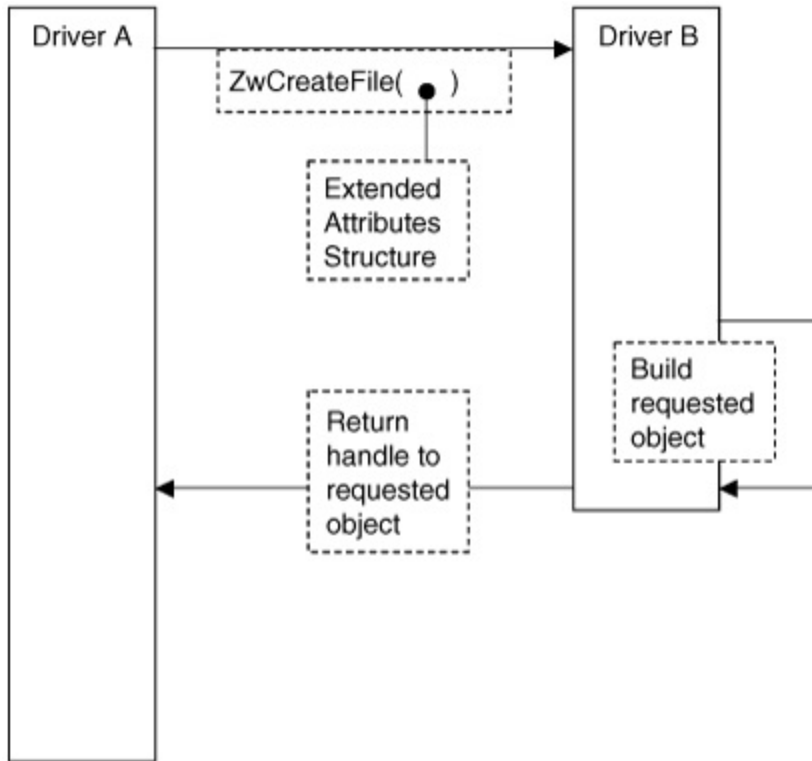 Driver A
Driver B
ZwCreateFile( )
Extended
Attributes
Structure
Build
requested
object
Return
handle to
requested
object